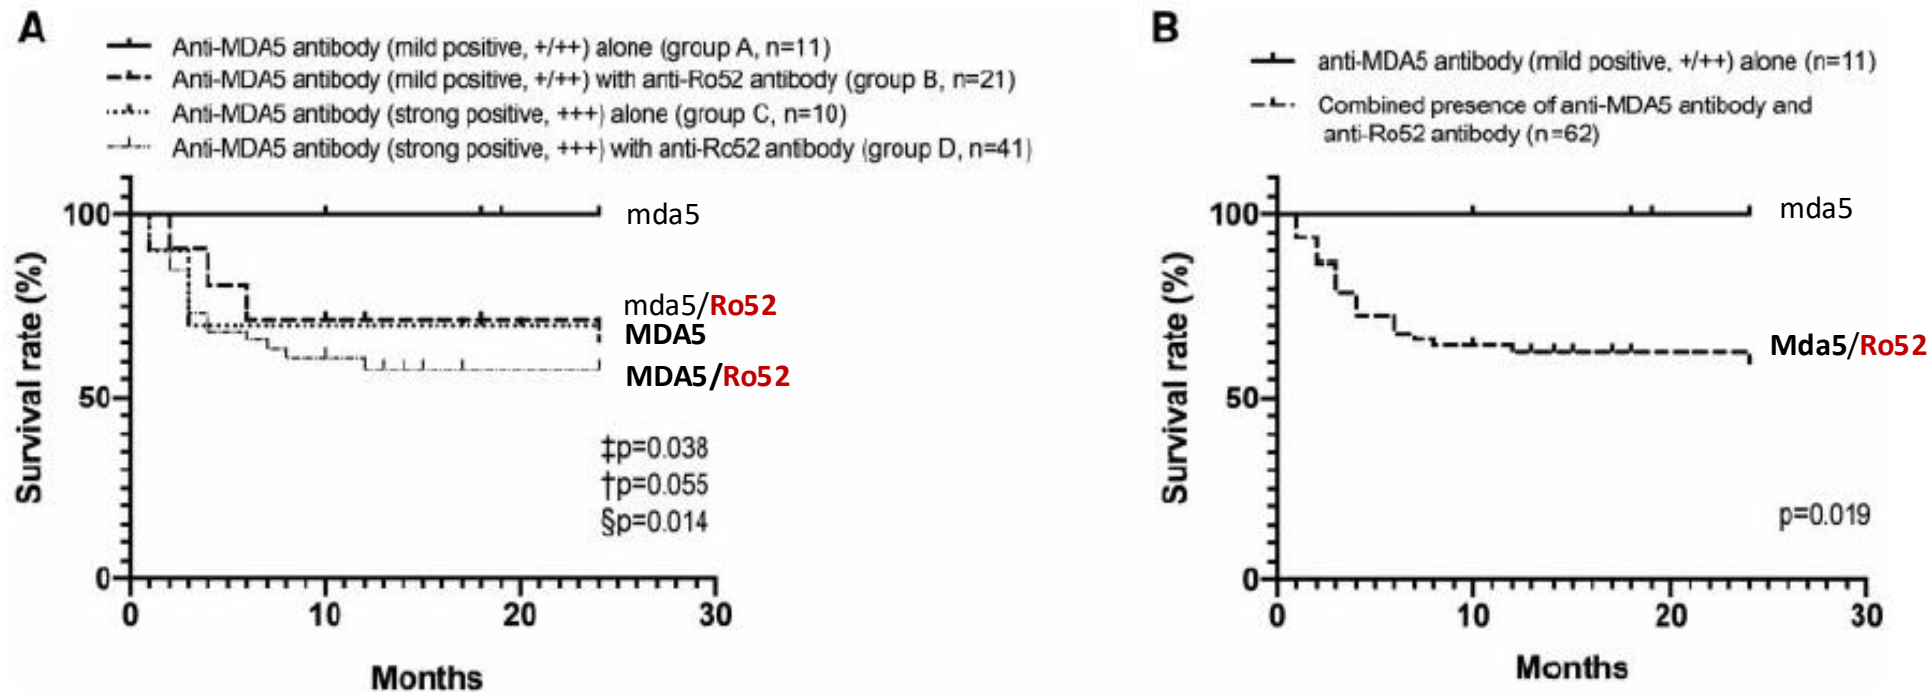 A
Anti-MDA5 antibody (mild positive, +/++) alone (group A, n=11)
Anti-MDA5 antibody (mild positive, +/++) with anti-Ro52 antibody (group B, n=21)
Anti-MDA5 antibody (strong positive, +++) alone (group C, n=10)
Anti-MDA5 antibody (strong positive, +++) with anti-Rc52 antibody (group D, n=41)
100
50
0
Survival rate (%)
mda5
mda5/Ro52
MDA5
MDA5/Ro52
‡p=0.038
†p=0.055
§p=0.014
0 10 20 30
Months
B
anti-MDA5 antibody (mild positive, +/++) alone (n=11)
Combined presence of anti-MDA5 antibody and
anti-Ro52 antibody (n=62)
100
50
0
Survival rate (%)
mda5
Mda5/Ro52
p=0.019
0 10 20 30
Months